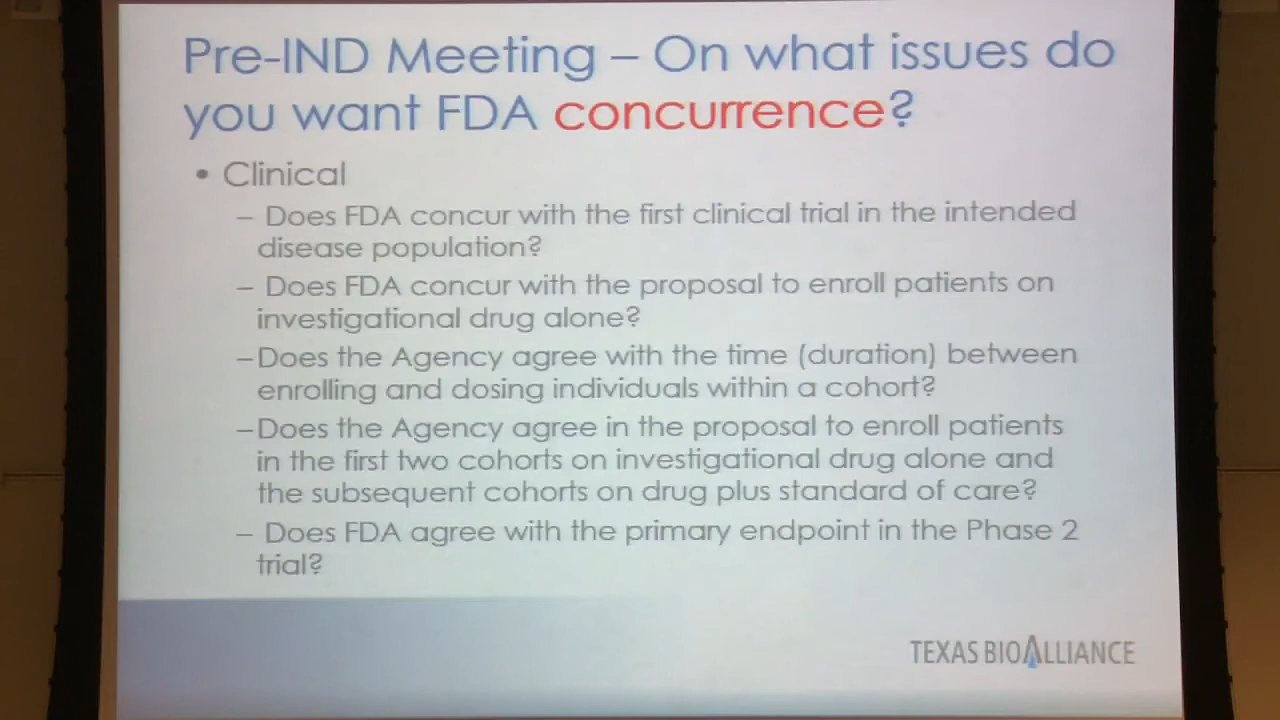 Pre-IND Meeting – On what issues do
you want FDA concurrence?
• Clinical
– Does FDA concur with the first clinical trial in the intended
disease population?
– Does FDA concur with the proposal to enroll patients on
investigational drug alone?
–Does the Agency agree with the time (duration) between
enrolling and dosing individuals within a cohort?
–Does the Agency agree in the proposal to enroll patients
in the first two cohorts on investigational drug alone and
the subsequent cohorts on drug plus standard of care?
– Does FDA agree with the primary endpoint in the Phase 2
trial?
TEXAS BIOALLIANCE